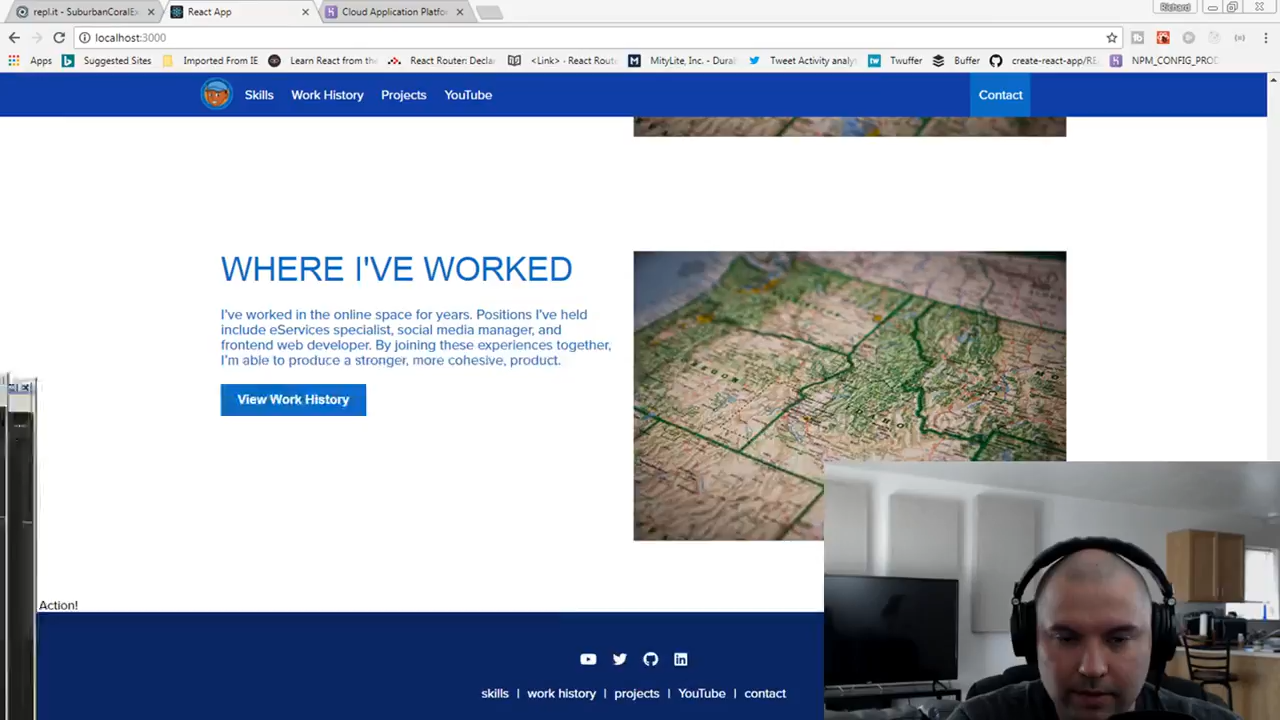 repl.it - SuburbanCoralEx
React App
Cloud Application Platfo
Richard
localhost:3000
Apps
Suggested Sites
Imported From IE
Learn React from the
React Router: Decla
<Link> - React Rout
MityLite, Inc. - Dural
Tweet Activity analy
Twuffer
Buffer
create-react-app/RE
NPM_CONFIG_PROD
Skills
Work History
Projects
YouTube
Contact
WHERE I'VE WORKED
I've worked in the online space for years. Positions I've held
include eServices specialist, social media manager, and
frontend web developer. By joining these experiences together,
I'm able to produce a stronger, more cohesive, product.
View Work History
Action!
skills | work history | projects | YouTube | contact